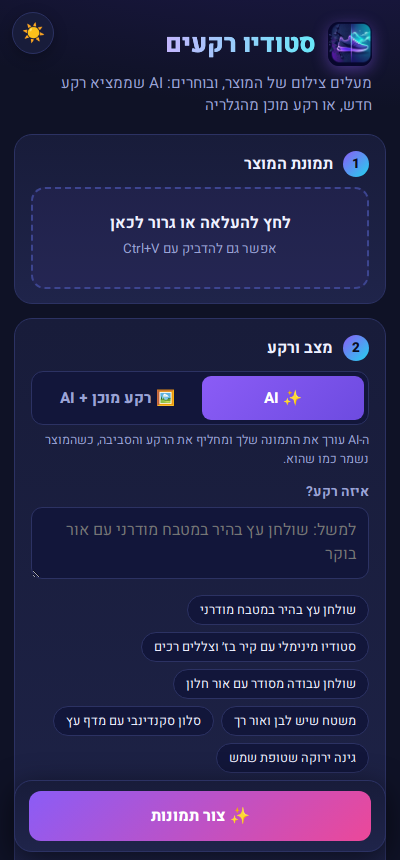 סטודיו רקעים
מעלים צילום של המוצר, ובוחרים: AI שממציא רקע
חדש, או רקע מוכן מהגלריה
1 תמונת המוצר
לחץ להעלאה או גרור לכאן
אפשר גם להדביק עם Ctrl+V
2 מצב ורקע
✨ AI
🖼️ רקע מוכן + AI
ה-AI עורך את התמונה שלך ומחליף את הרקע והסביבה, כשהמוצר
נשמר כמו שהוא.
איזה רקע?
למשל: שולחן עץ בהיר במטבח מודרני עם אור
בוקר
שולחן עץ בהיר במטבח מודרני
סטודיו מינימלי עם קיר בז' וצללים רכים
שולחן עבודה מסודר עם אור חלון
משטח שיש לבן ואור רך
סלון סקנדינבי עם מדף עץ
גינה ירוקה שטופת שמש
✨ צור תמונות